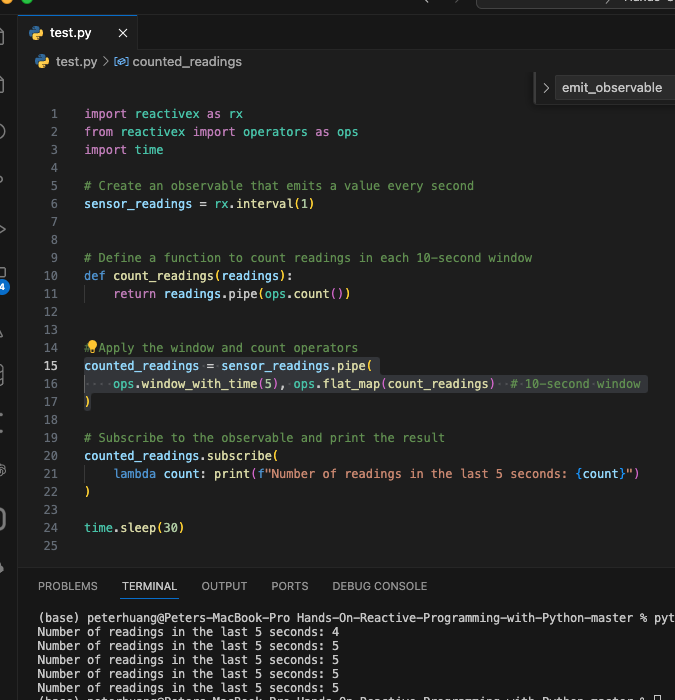 test.py
test.py > counted_readings
emit_observable
1 import reactivex as rx
2 from reactivex import operators as ops
3 import time
4
5 # Create an observable that emits a value every second
6 sensor_readings = rx.interval(1)
7
8
9 # Define a function to count readings in each 10-second window
10 def count_readings(readings):
11 return readings.pipe(ops.count())
12
13
14 # Apply the window and count operators
15 counted_readings = sensor_readings.pipe(
16 ops.window_with_time(5), ops.flat_map(count_readings)  # 10-second window
17 )
18
19 # Subscribe to the observable and print the result
20 counted_readings.subscribe(
21 lambda count: print(f"Number of readings in the last 5 seconds: {count}")
22 )
23
24 time.sleep(30)
25
4
PROBLEMS TERMINAL OUTPUT PORTS DEBUG CONSOLE
(base) peterhuang@Peters-MacBook-Pro Hands-On-Reactive-Programming-with-Python-master % pyt
Number of readings in the last 5 seconds: 4
Number of readings in the last 5 seconds: 5
Number of readings in the last 5 seconds: 5
Number of readings in the last 5 seconds: 5
Number of readings in the last 5 seconds: 5